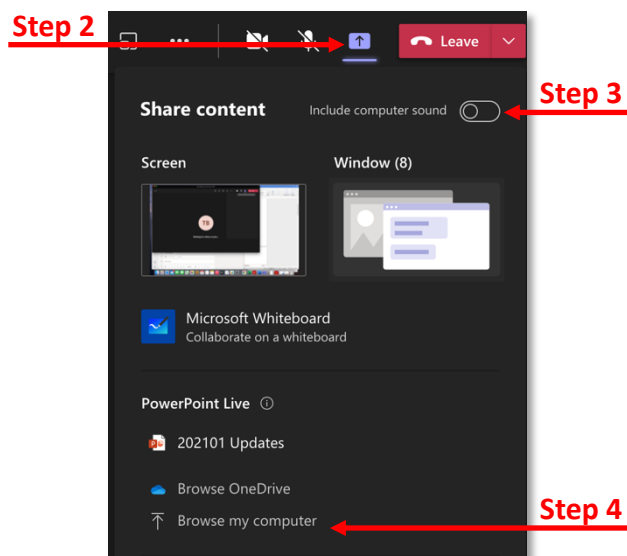 Step 2
Leave
Share content
Include computer sound
Step 3
Screen
Window (8)
TB
Microsoft Whiteboard
Collaborate on a whiteboard
PowerPoint Live
202101 Updates
Browse OneDrive
Browse my computer
Step 4